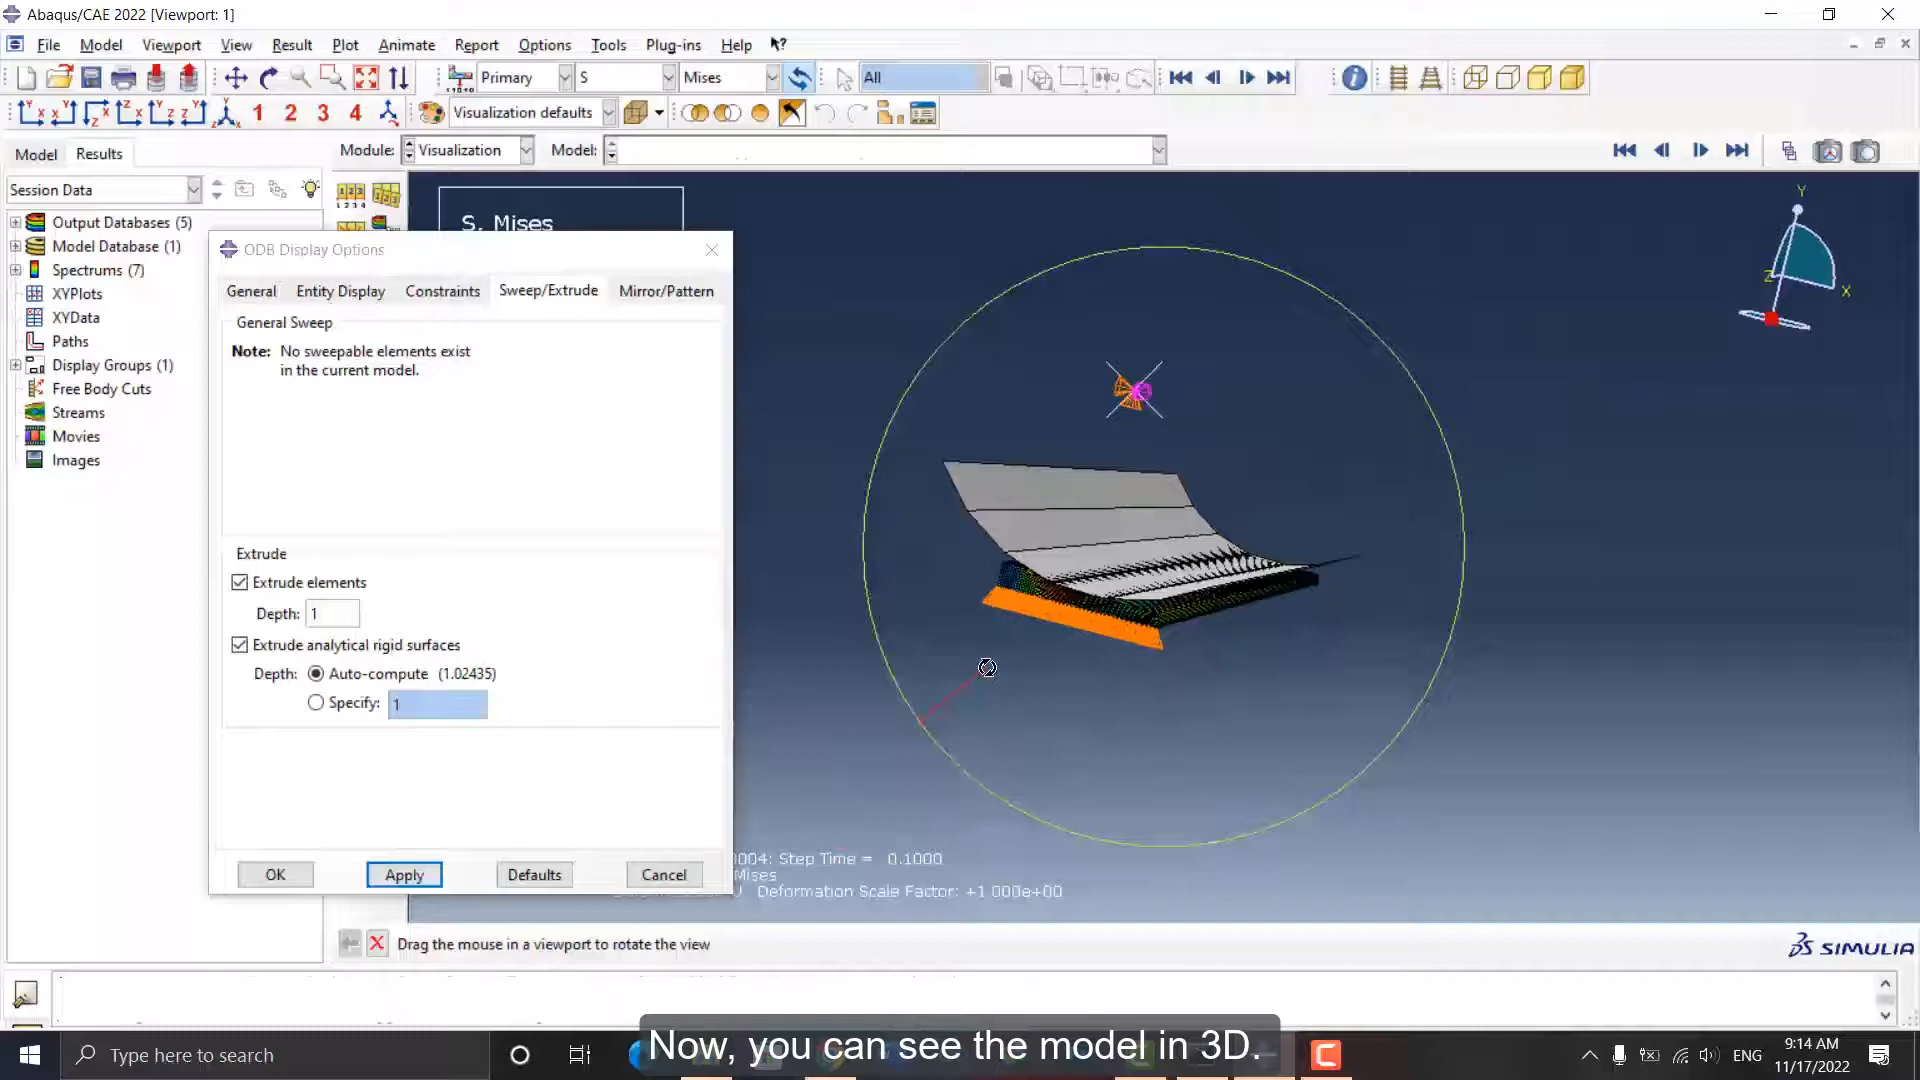 Abaqus/CAE 2022 [Viewport: 1]
File Model Viewport View Result Plot Animate Report Options Tools Plug-ins Help
Primary S Mises All
1 2 3 4 Visualization defaults
Model Results Module: Visualization Model:
Session Data
Output Databases (5)
Model Database (1)
Spectrums (7)
XYPlots
XYData
Paths
Display Groups (1)
Free Body Cuts
Streams
Movies
Images
S, Mises
ODB Display Options
General Entity Display Constraints Sweep/Extrude Mirror/Pattern
General Sweep
Note: No sweepable elements exist
in the current model.
Extrude
Extrude elements
Depth: 1
Extrude analytical rigid surfaces
Depth: Auto-compute (1.02435)
Specify: 1
OK Apply Defaults Cancel
Y
Z
X
0004: Step Time = 0.1000
Mises
U Deformation Scale Factor: +1.000e+00
Drag the mouse in a viewport to rotate the view
SIMULIA
Now, you can see the model in 3D.
Type here to search
ENG
9:14 AM
11/17/2022